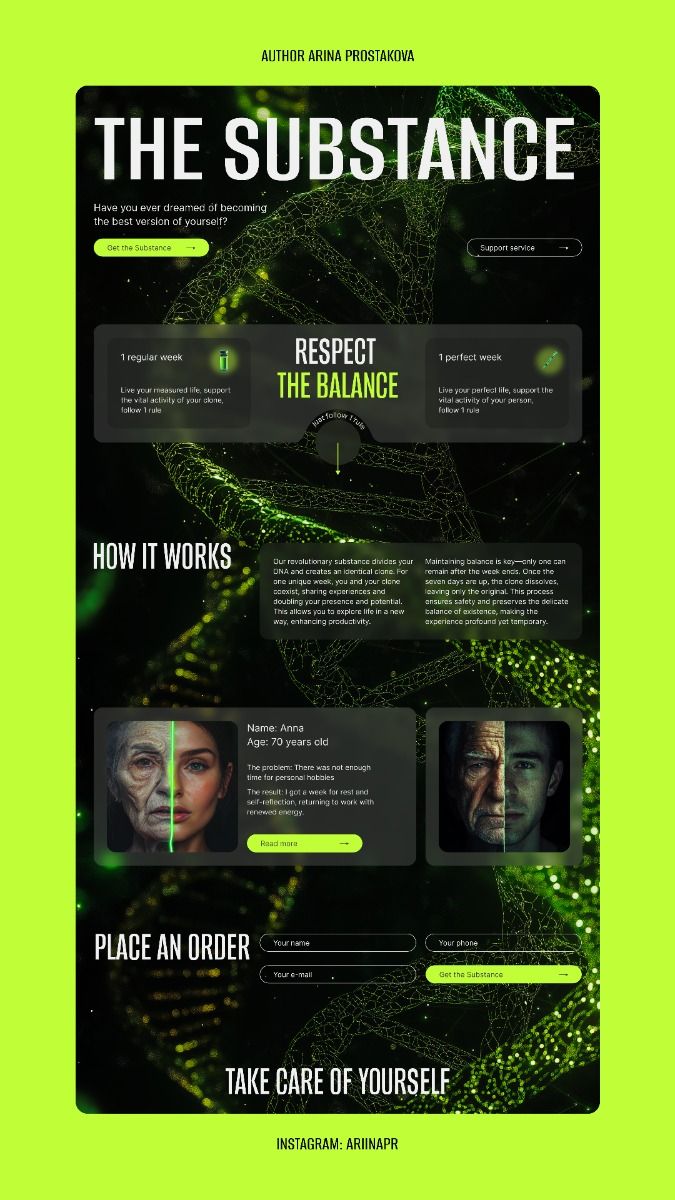 AUTHOR ARINA PROSTAKOVA
THE SUBSTANCE
Have you ever dreamed of becoming
the best version of yourself?
Get the Substance
Support service
1 regular week
Live your measured life, support
the vital activity of your clone,
follow 1 rule
RESPECT
THE BALANCE
just follow 1 rule
1 perfect week
Live your perfect life, support the
vital activity of your person,
follow 1 rule
HOW IT WORKS
Our revolutionary substance divides your
DNA and creates an identical clone. For
one unique week, you and your clone
coexist, sharing experiences and
doubling your presence and potential.
This allows you to explore life in a new
way, enhancing productivity.
Maintaining balance is key—only one can
remain after the week ends. Once the
seven days are up, the clone dissolves,
leaving only the original. This process
ensures safety and preserves the delicate
balance of existence, making the
experience profound yet temporary.
Name: Anna
Age: 70 years old
The problem: There was not enough
time for personal hobbies
The result: I got a week for rest and
self-reflection, returning to work with
renewed energy.
Read more
PLACE AN ORDER
Your name
Your phone
Your e-mail
Get the Substance
TAKE CARE OF YOURSELF
INSTAGRAM: ARIINAPR